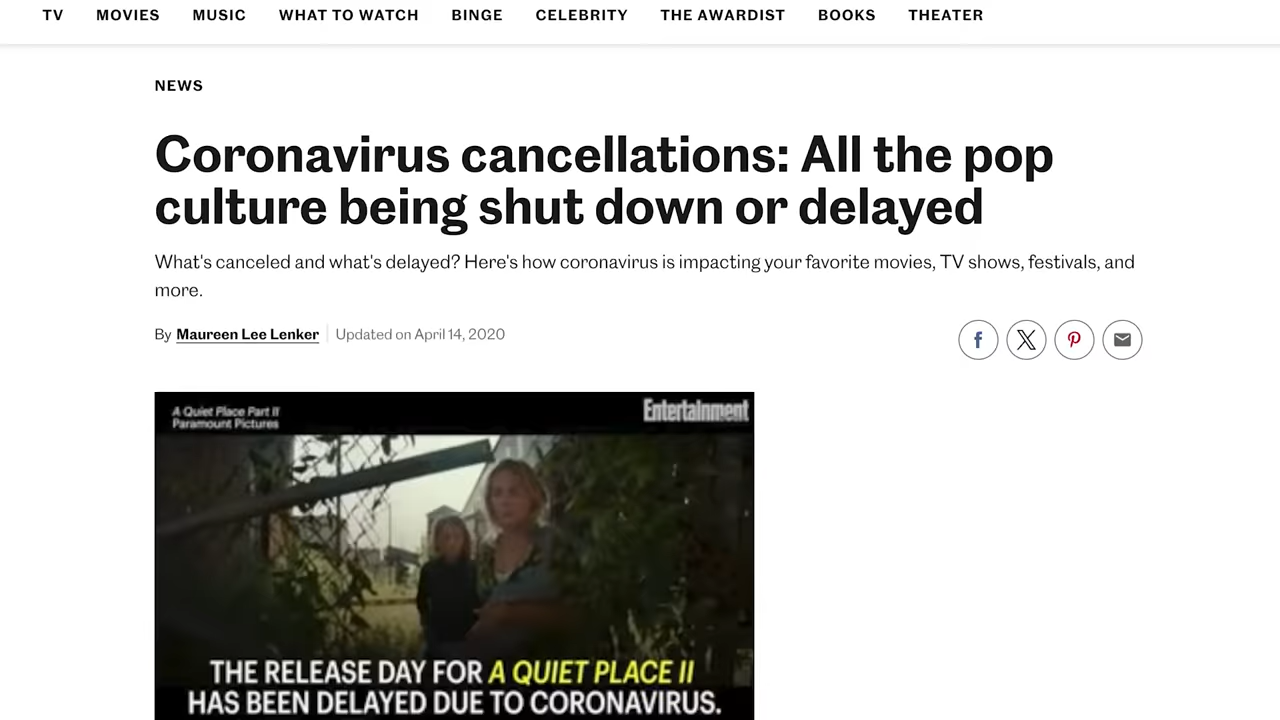 TV MOVIES MUSIC WHAT TO WATCH BINGE CELEBRITY THE AWARDIST BOOKS THEATER
NEWS
Coronavirus cancellations: All the pop
culture being shut down or delayed
What's canceled and what's delayed? Here's how coronavirus is impacting your favorite movies, TV shows, festivals, and
more.
By Maureen Lee Lenker Updated on April 14, 2020
A Quiet Place Part II
Paramount Pictures
Entertainment
THE RELEASE DAY FOR A QUIET PLACE II
HAS BEEN DELAYED DUE TO CORONAVIRUS.